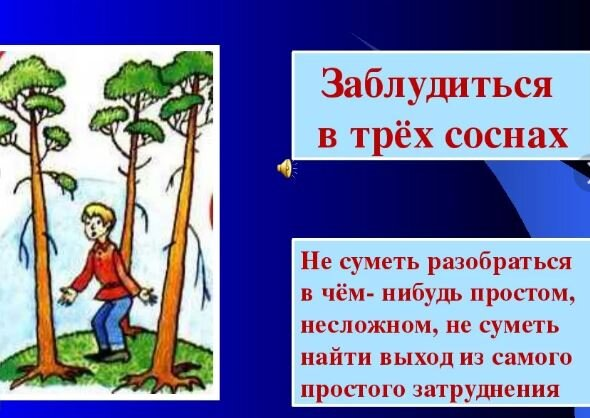 Заблудиться
в трёх соснах
Не суметь разобраться
в чём- нибудь простом,
несложном, не суметь
найти выход из самого
простого затруднения